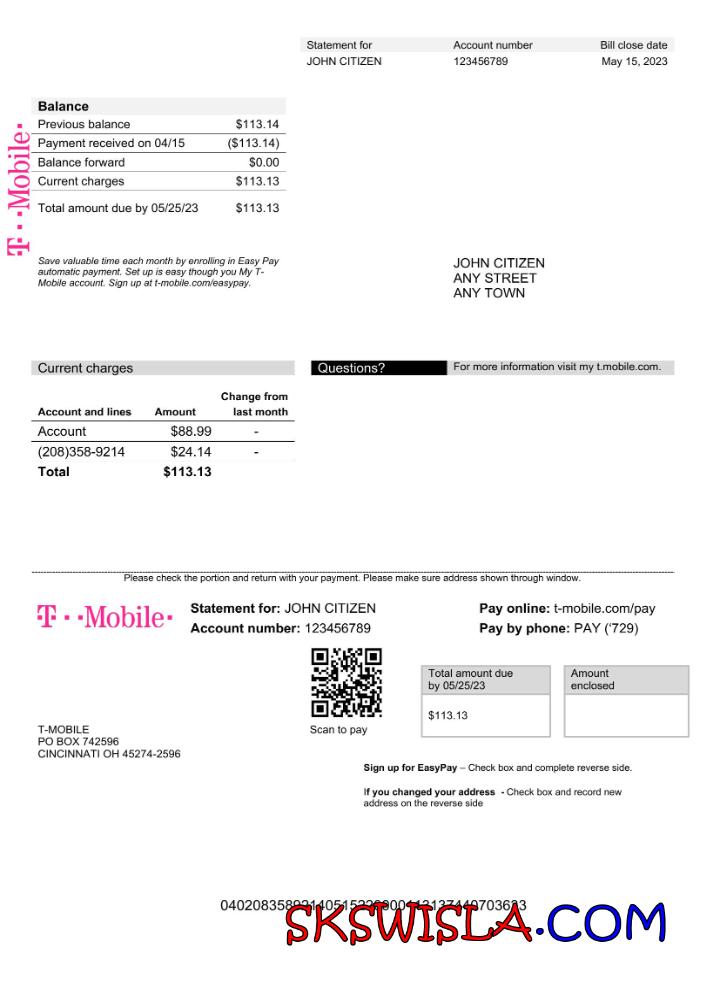 Statement for Account number Bill close date
JOHN CITIZEN 123456789 May 15, 2023
Balance
Previous balance $113.14
Payment received on 04/15 ($113.14)
Balance forward $0.00
Current charges $113.13
Total amount due by 05/25/23 $113.13
T··Mobile·
Save valuable time each month by enrolling in Easy Pay
automatic payment. Set up is easy though you My T-
Mobile account. Sign up at t-mobile.com/easypay.
JOHN CITIZEN
ANY STREET
ANY TOWN
Current charges
Questions? For more information visit my t.mobile.com.
Change from
Account and lines Amount last month
Account $88.99 -
(208)358-9214 $24.14 -
Total $113.13
Please check the portion and return with your payment. Please make sure address shown through window.
T··Mobile·
Statement for: JOHN CITIZEN
Account number: 123456789
Pay online: t-mobile.com/pay
Pay by phone: PAY ('729)
Scan to pay
Total amount due
by 05/25/23
$113.13
Amount
enclosed
T-MOBILE
PO BOX 742596
CINCINNATI OH 45274-2596
Sign up for EasyPay – Check box and complete reverse side.
If you changed your address - Check box and record new
address on the reverse side
SKSWISLA.COM